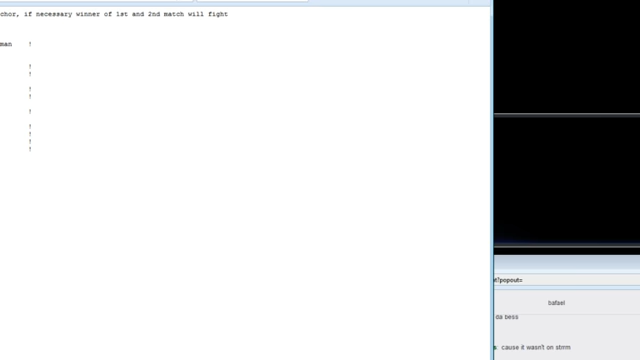 chor, if necessary winner of 1st and 2nd match will fight
man !
!
!
!
!
!
!
!
!
!
t?popout=
bafael
da bess
s: cause it wasn't on strrm